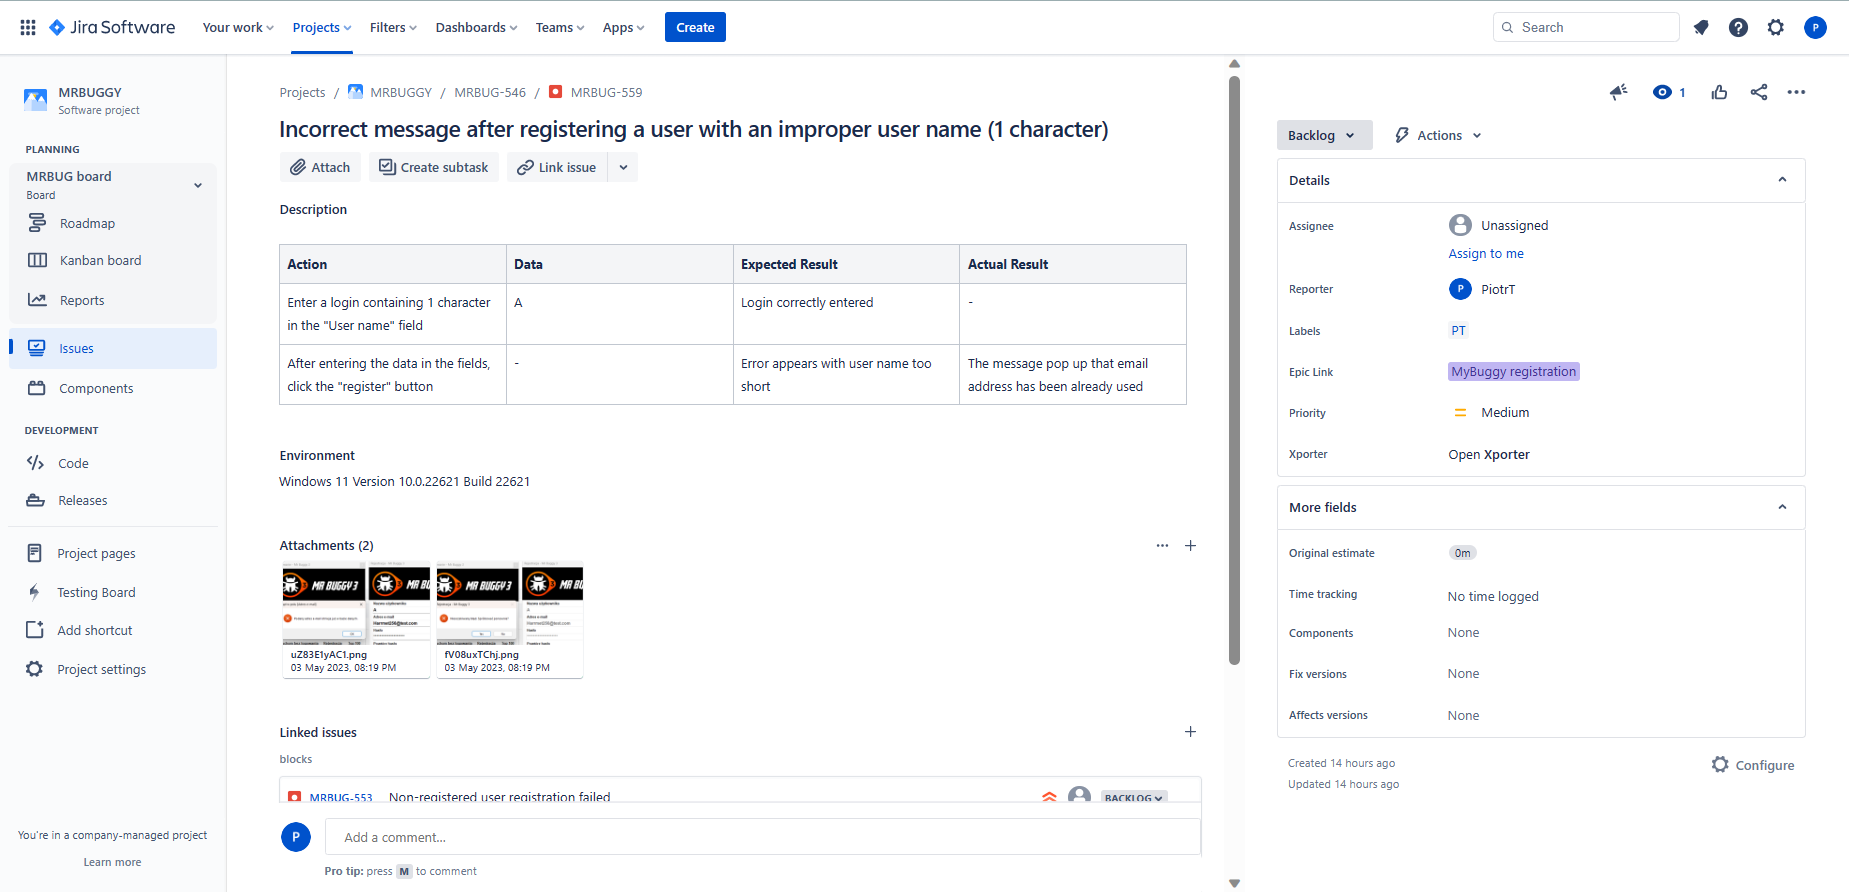 Jira Software
Your work
Projects
Filters
Dashboards
Teams
Apps
Create
Search
P
MRBUGGY
Software project
PLANNING
MRBUG board
Board
Roadmap
Kanban board
Reports
Issues
Components
DEVELOPMENT
Code
Releases
Project pages
Testing Board
Add shortcut
Project settings
You're in a company-managed project
Learn more
Projects / MRBUGGY / MRBUG-546 / MRBUG-559
Incorrect message after registering a user with an improper user name (1 character)
Attach
Create subtask
Link issue
Description
Action Data Expected Result Actual Result
Enter a login containing 1 character
in the "User name" field
A
Login correctly entered
-
After entering the data in the fields,
click the "register" button
-
Error appears with user name too
short
The message pop up that email
address has been already used
Environment
Windows 11 Version 10.0.22621 Build 22621
Attachments (2)
MR BUGGY 3
MR BU
MR BUGGY 3
MR BU
uZ83E1yAC1.png
03 May 2023, 08:19 PM
fV08uxTChj.png
03 May 2023, 08:19 PM
Linked issues
blocks
MRBUG-553 Non-registered user registration failed
BACKLOG
P
Add a comment...
Pro tip: press M to comment
1
Backlog
Actions
Details
Assignee
Unassigned
Assign to me
Reporter
P
PiotrT
Labels
PT
Epic Link
MyBuggy registration
Priority
Medium
Xporter
Open Xporter
More fields
Original estimate
0m
Time tracking
No time logged
Components
None
Fix versions
None
Affects versions
None
Created 14 hours ago
Updated 14 hours ago
Configure